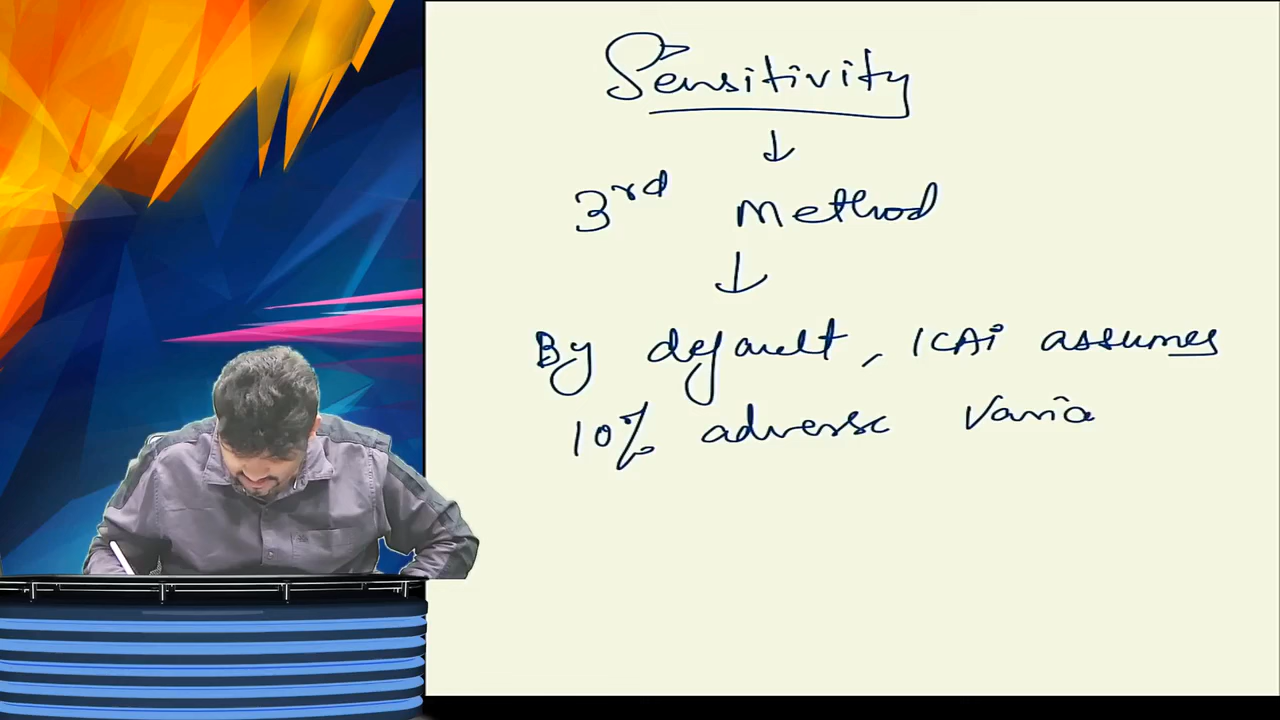 Sensitivity
↓
3rd Method
↓
By default, ICAi assumes
10% adverse varia